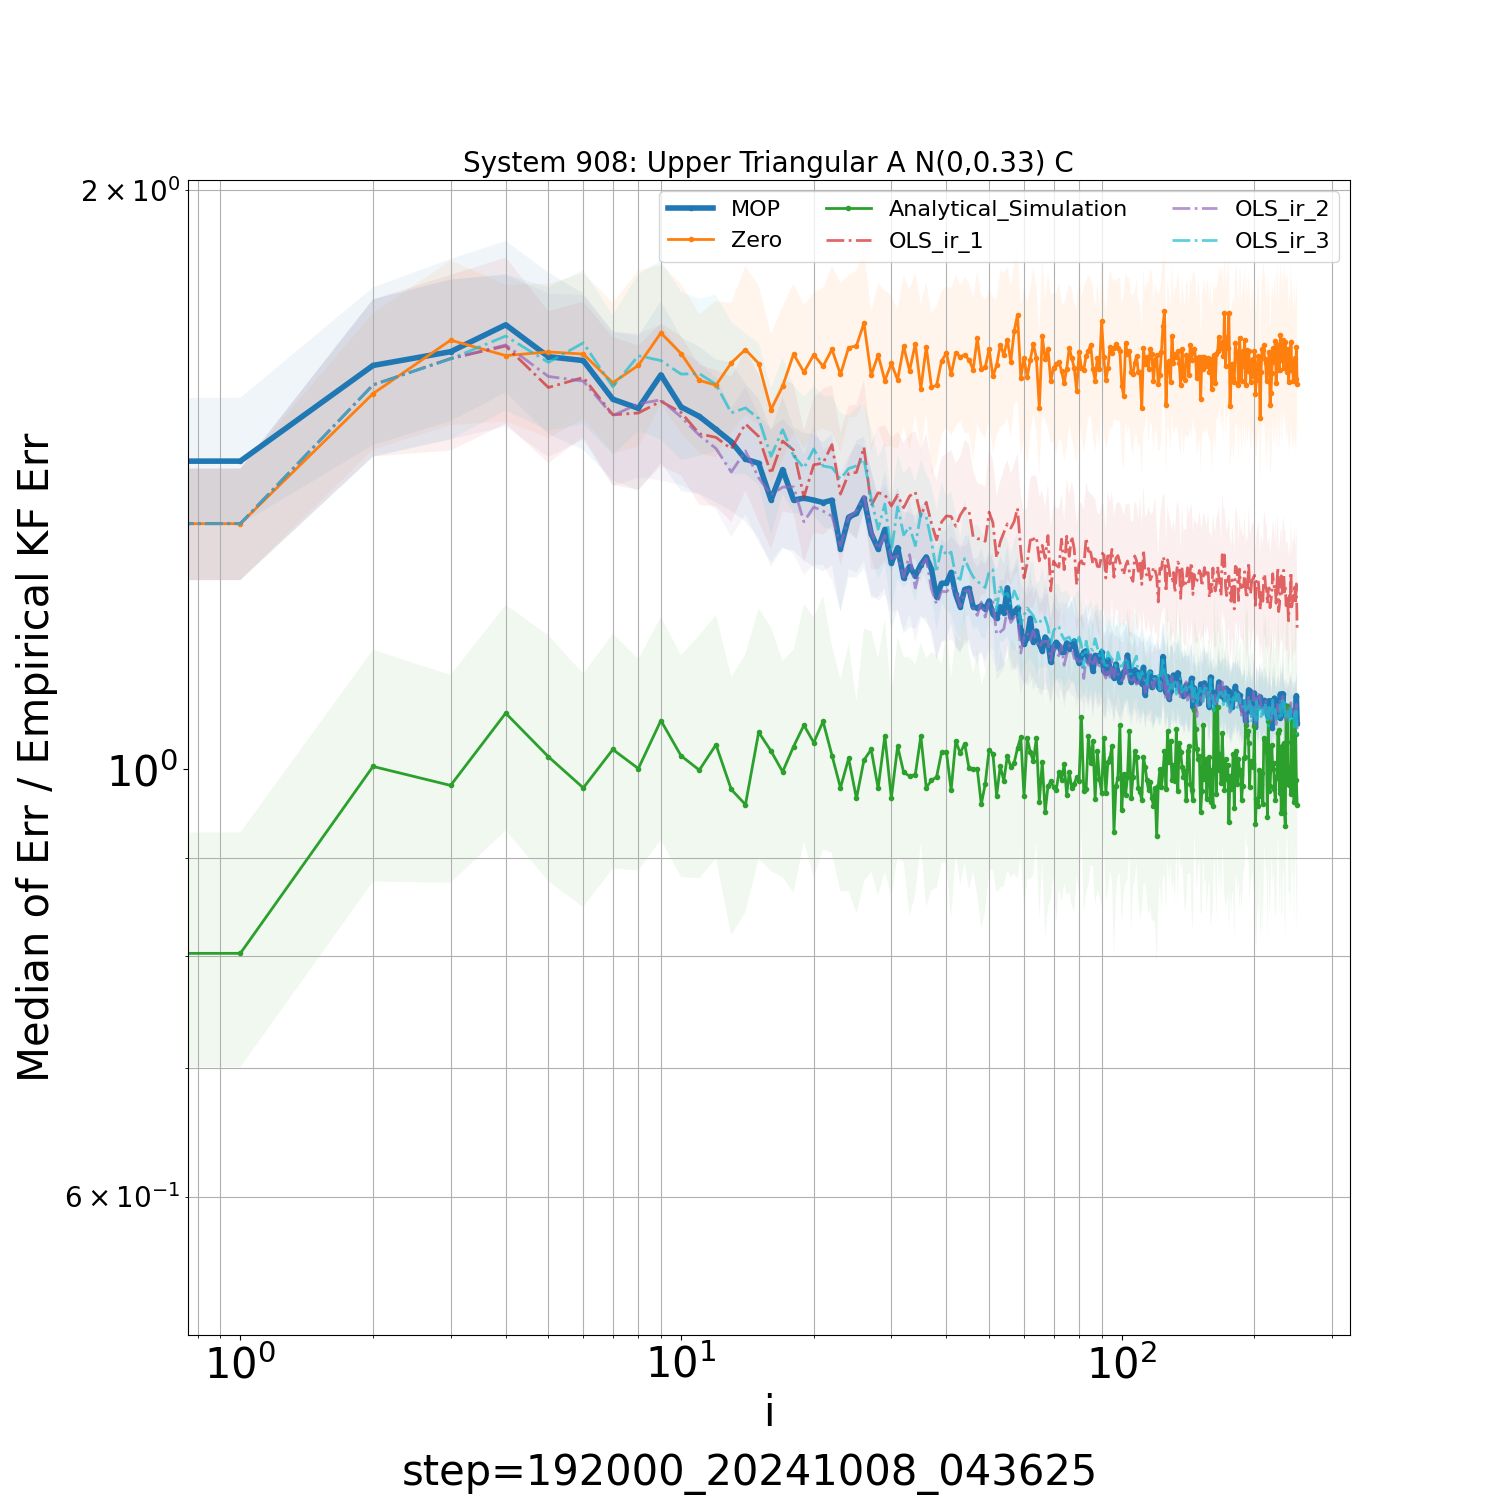 System 908: Upper Triangular A N(0,0.33) C
2 × 10⁰
10⁰
6 × 10⁻¹
Median of Err / Empirical KF Err
MOP
Zero
Analytical_Simulation
OLS_ir_1
OLS_ir_2
OLS_ir_3
10⁰ 10¹ 10²
i
step=192000_20241008_043625